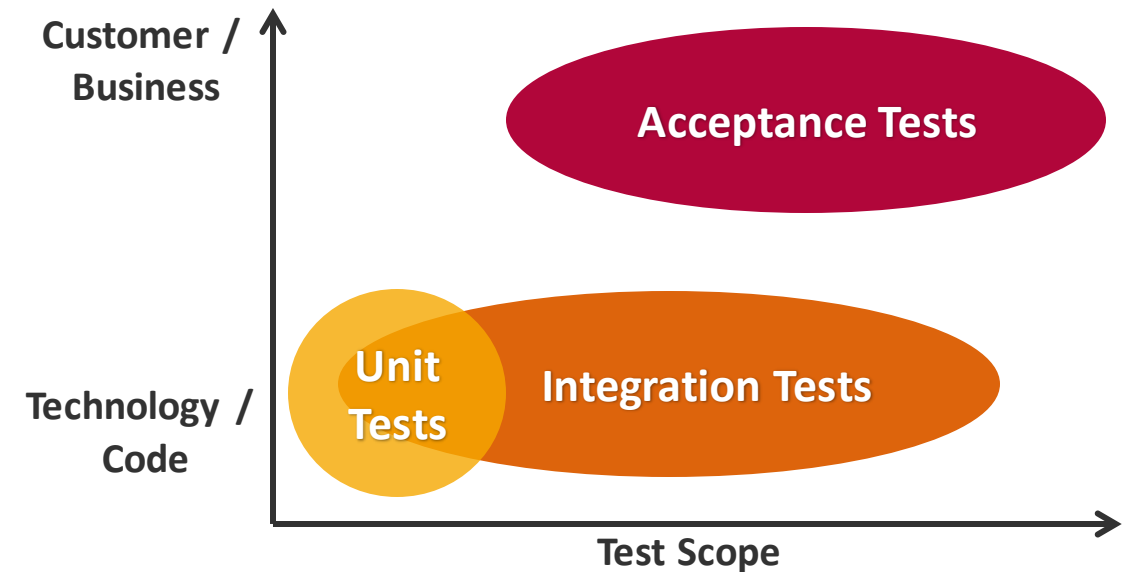 Customer /
Business
Acceptance Tests
Unit
Tests
Integration Tests
Technology /
Code
Test Scope